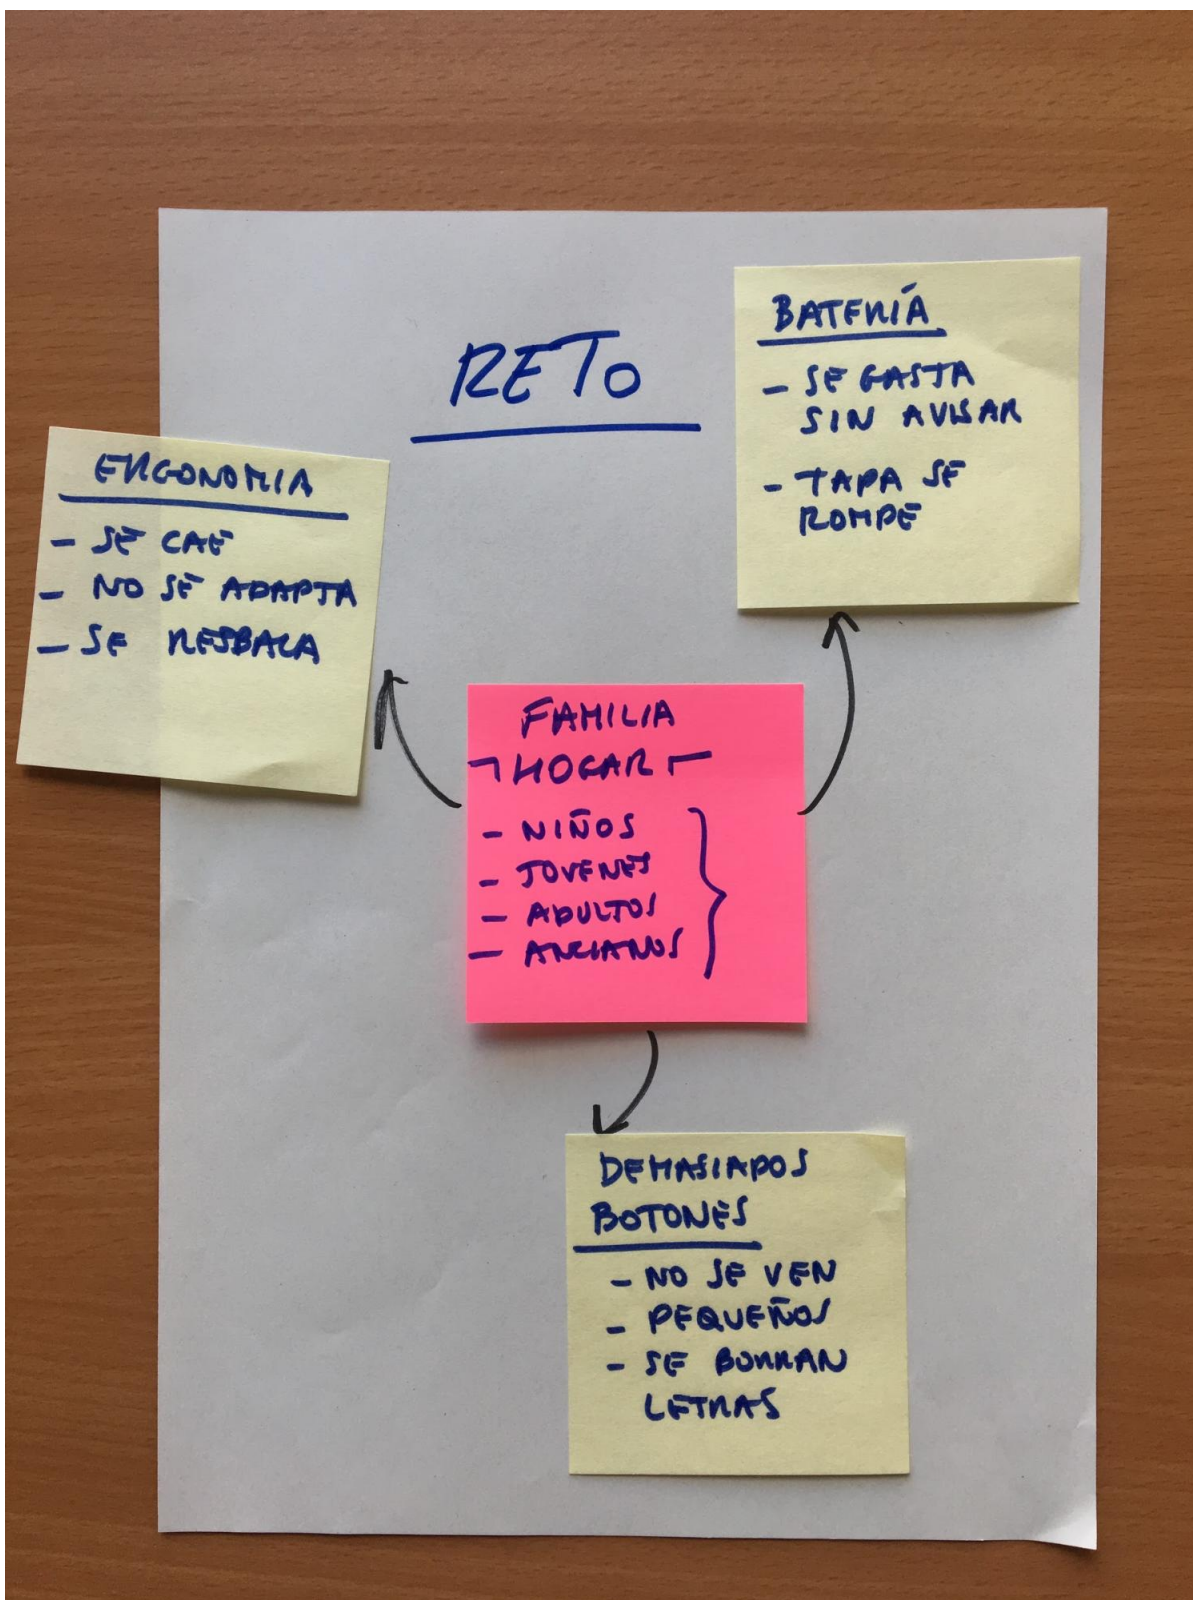 RETO
ERGONOMIA
- SE CAE
- NO SE ADAPTA
- SE RESBALA
BATERÍA
- SE GASTA
SIN AVISAR
- TAPA SE
ROMPE
FAMILIA
HOGAR
- NIÑOS
- JOVENES
- ADULTOS
- ANCIANOS
DEMASIADOS
BOTONES
- NO SE VEN
- PEQUEÑOS
- SE BORRAN
LETRAS